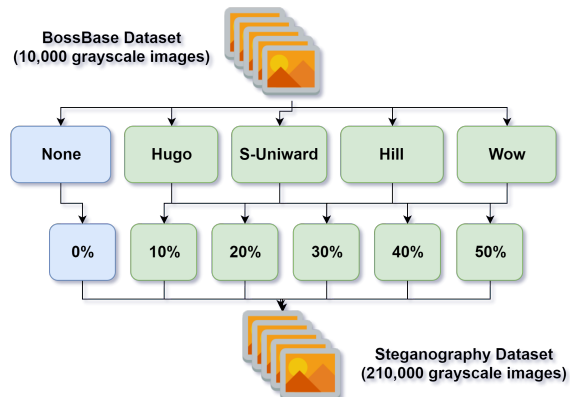 BossBase Dataset
(10,000 grayscale images)
None
Hugo
S-Uniward
Hill
Wow
0%
10%
20%
30%
40%
50%
Steganography Dataset
(210,000 grayscale images)